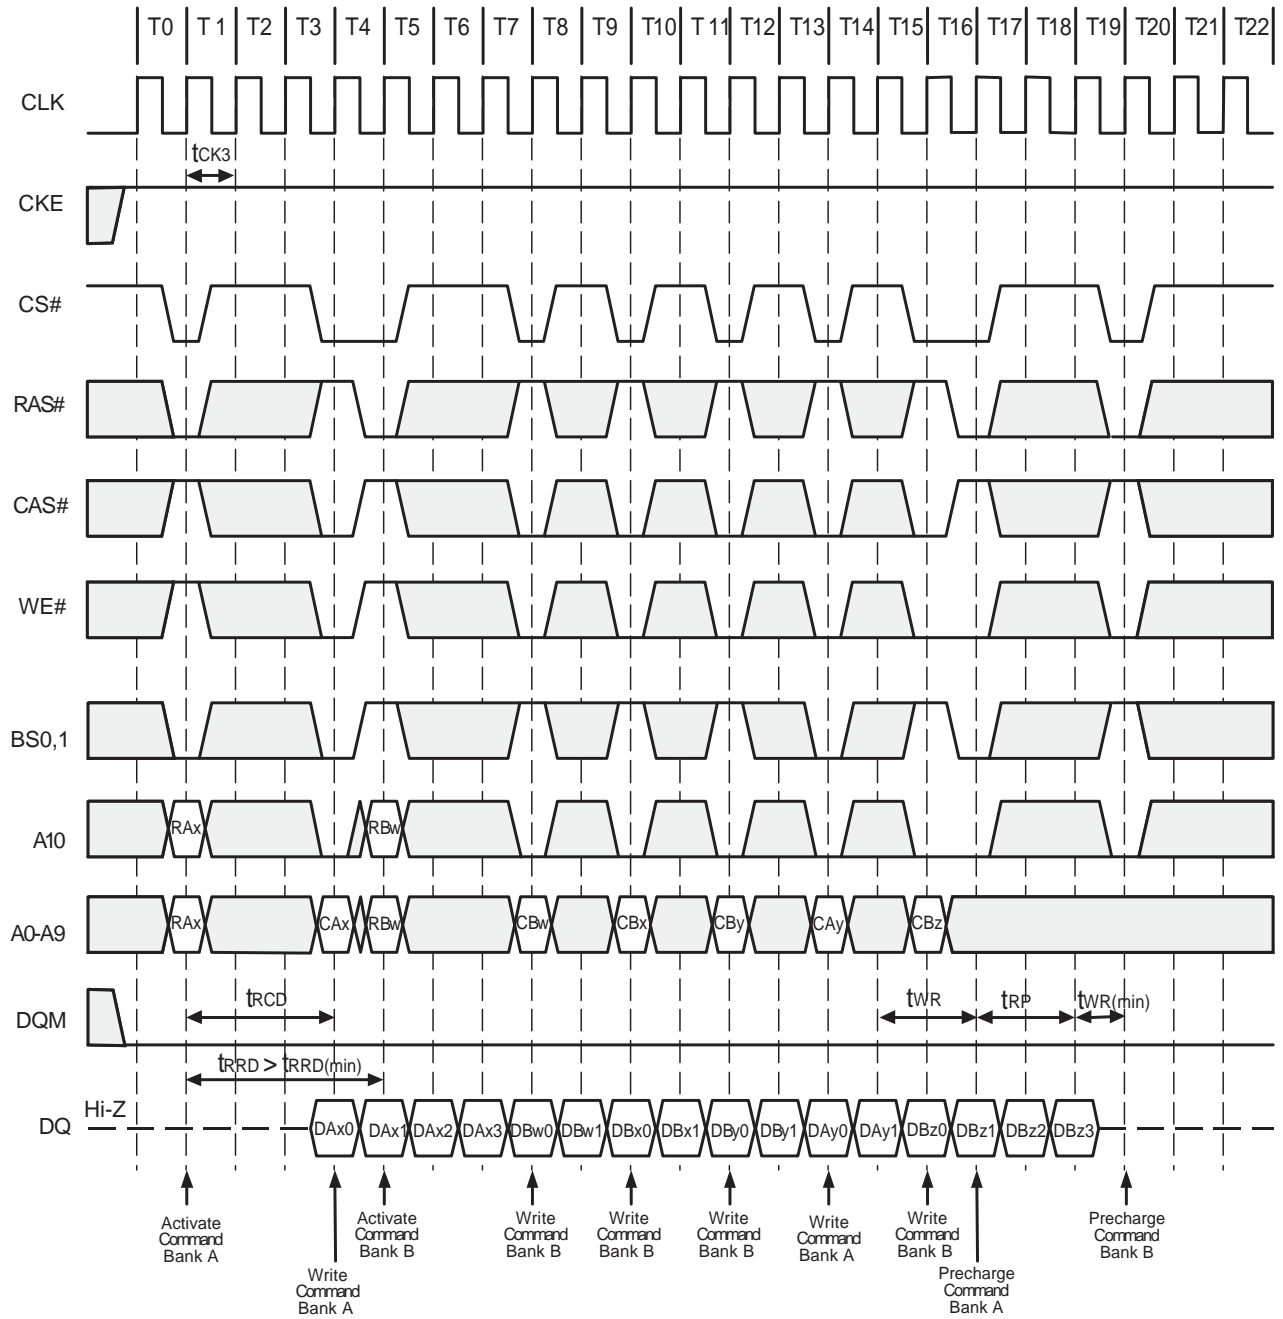 T0 T1 T2 T3 T4 T5 T6 T7 T8 T9 T10 T11 T12 T13 T14 T15 T16 T17 T18 T19 T20 T21 T22
CLK
tCK3
CKE
CS#
RAS#
CAS#
WE#
BS0,1
RAx RBw
A10
RAx CAx RBw CBw CBx CBy CAy CBz
A0-A9
tRCD tWR tRP tWR(min)
DQM
tRRD > tRRD(min)
Hi-Z
DQ
DAx0 DAx1 DAx2 DAx3 DBw0 DBw1 DBx0 DBx1 DBy0 DBy1 DAy0 DAy1 DBz0 DBz1 DBz2 DBz3
Activate
Command
Bank A
Write
Command
Bank A
Activate
Command
Bank B
Write
Command
Bank B
Write
Command
Bank B
Write
Command
Bank B
Write
Command
Bank A
Write
Command
Bank B
Precharge
Command
Bank A
Precharge
Command
Bank B